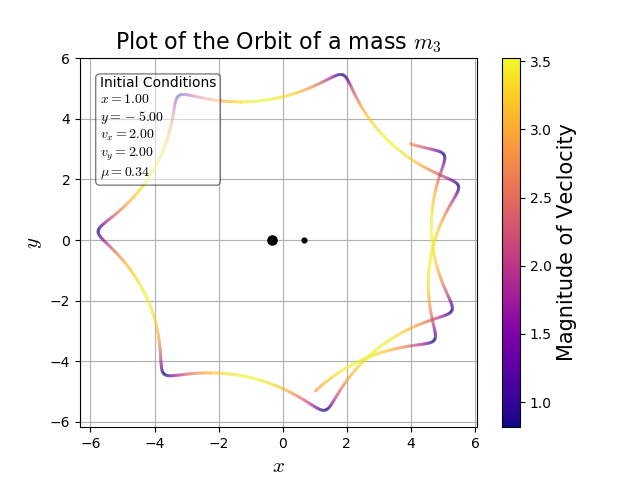 Plot of the Orbit of a mass m₃
Initial Conditions
x = 1.00
y = − 5.00
vₓ = 2.00
v_y = 2.00
μ = 0.34
6
4
2
0
−2
−4
−6
y
−6
−4
−2
0
2
4
6
x
3.5
3.0
2.5
2.0
1.5
1.0
Magnitude of Veclocity